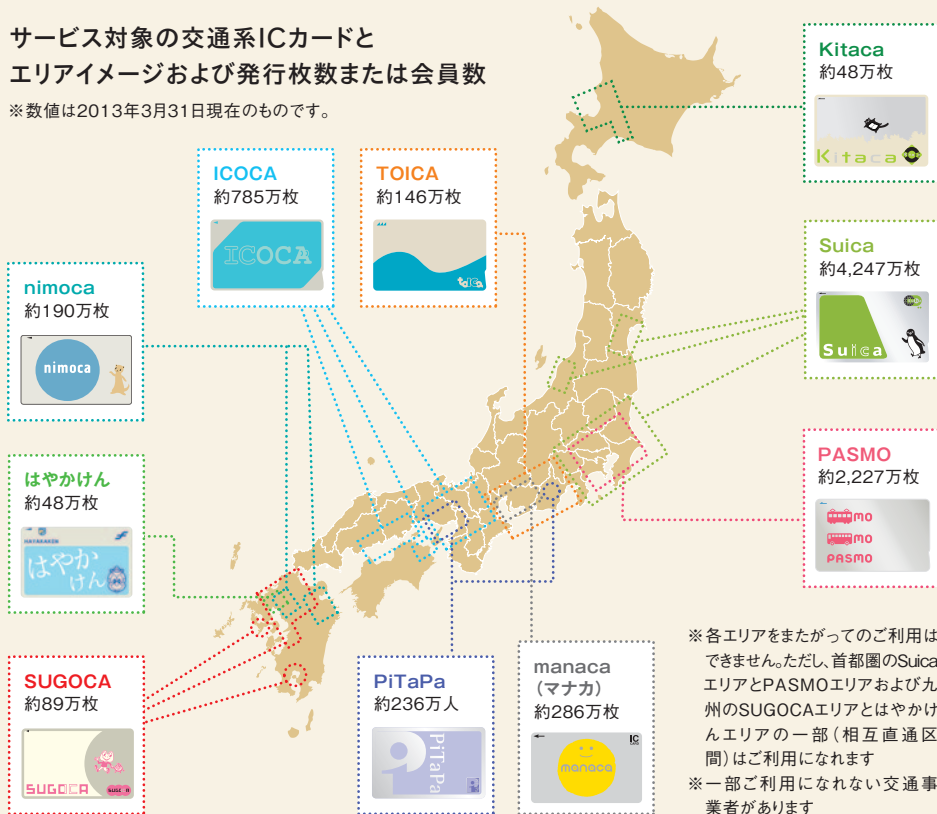 サービス対象の交通系ICカードと
エリアイメージおよび発行枚数または会員数
※数値は2013年3月31日現在のものです。
Kitaca
約48万枚
Kitaca
ICOCA
約785万枚
ICOCA
TOICA
約146万枚
TOICA
Suica
約4,247万枚
Suica
nimoca
約190万枚
nimoca
PASMO
約2,227万枚
MO
MO
PASMO
はやかけん
約48万枚
HAYAKAKEN
はやか
けん
SUGOCA
約89万枚
SUGOCA
SUGOCA
PiTaPa
約236万人
PiTaPa
manaca
(マナカ)
約286万枚
IC
manaca
※各エリアをまたがってのご利用は
できません。ただし、首都圏のSuica
エリアとPASMOエリアおよび九
州のSUGOCAエリアとはやかけ
んエリアの一部(相互直通区
間)はご利用になれます
※一部ご利用になれない交通事
業者があります